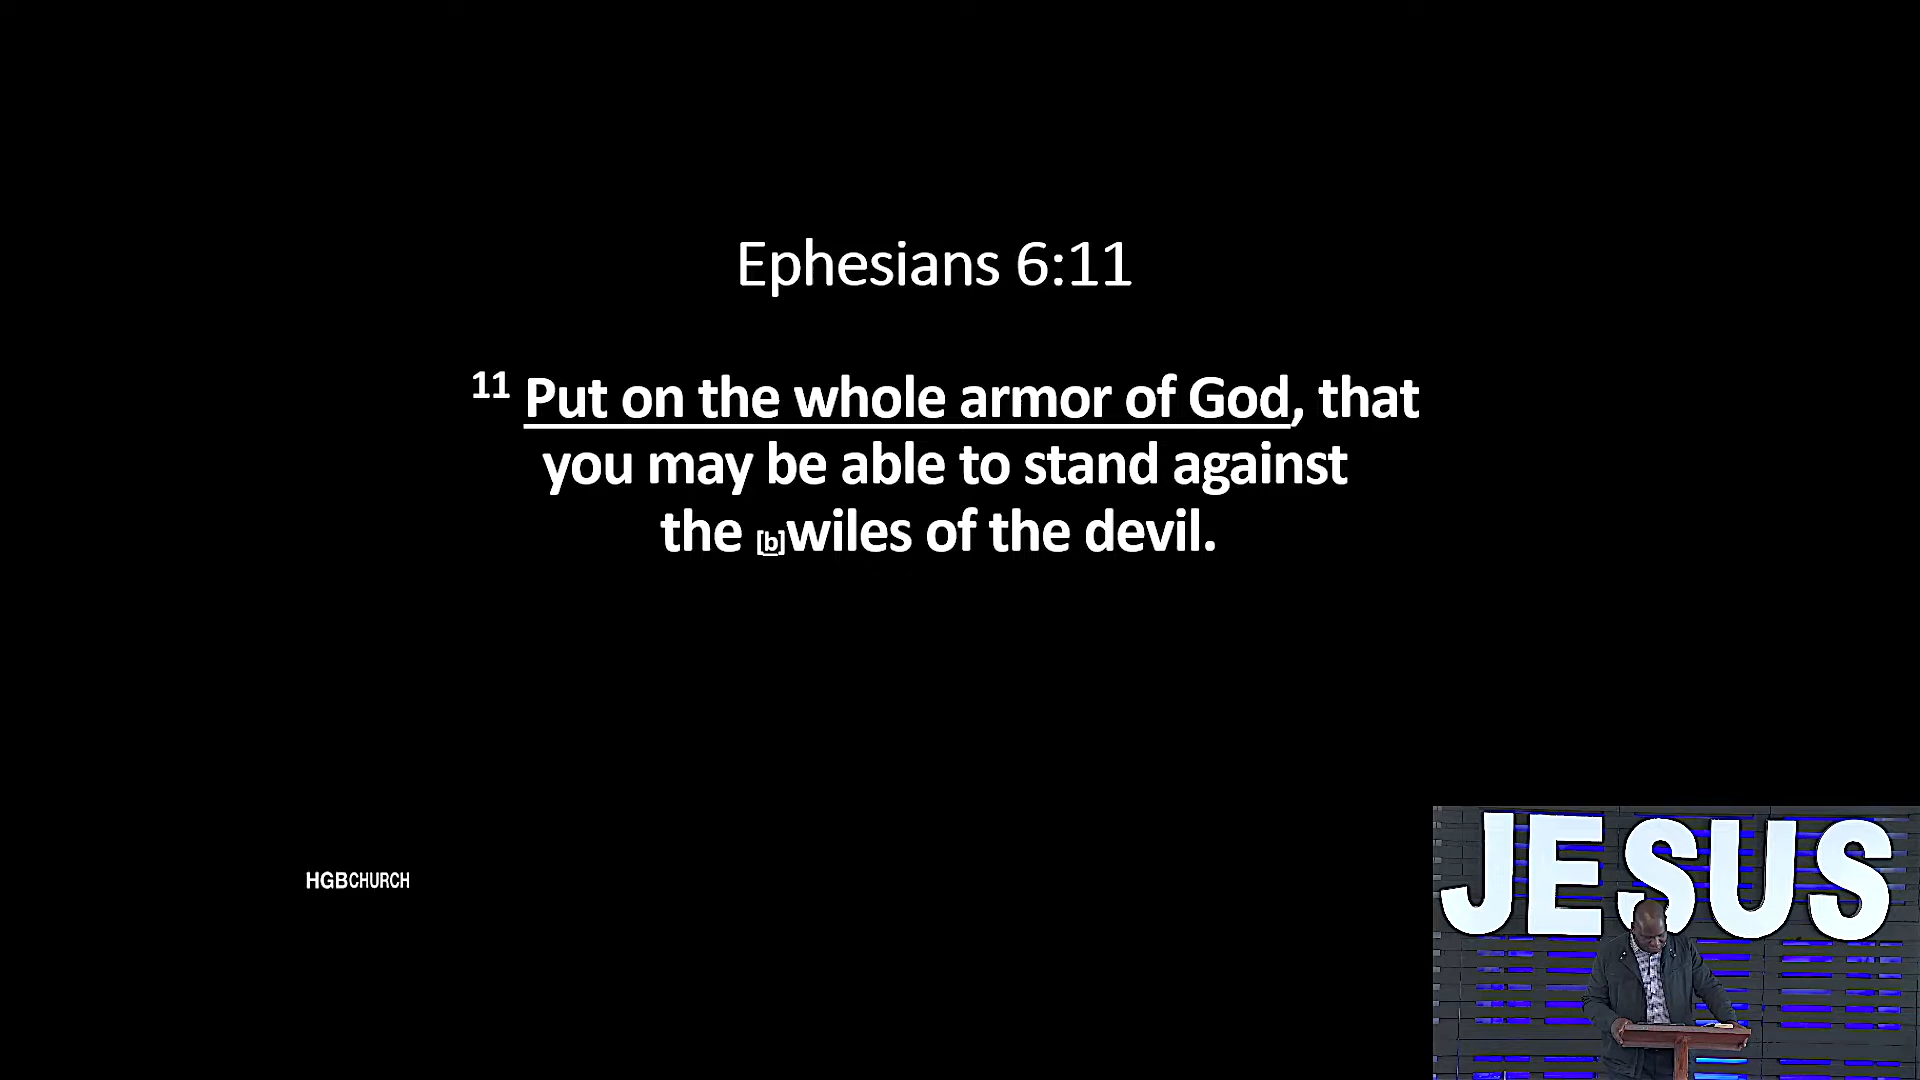 Ephesians 6:11
11 Put on the whole armor of God, that
you may be able to stand against
the [b]wiles of the devil.
HGBCHURCH
JESUS